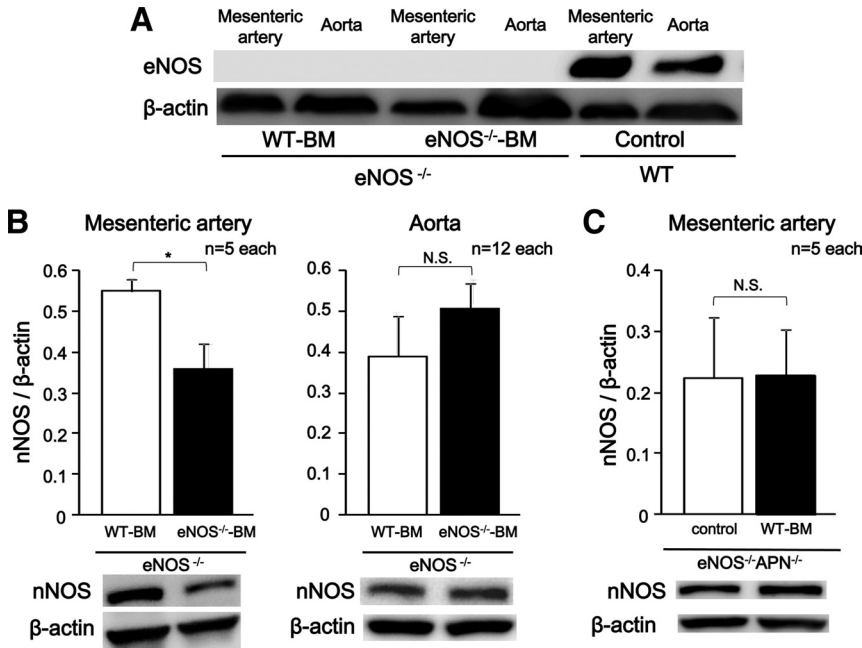 A
Mesenteric artery Aorta Mesenteric artery Aorta Mesenteric artery Aorta
eNOS
β-actin
WT-BM eNOS-/--BM Control
eNOS -/- WT
B
Mesenteric artery
n=5 each
nNOS / β-actin
0.6
0.5
0.4
0.3
0.2
0.1
0
*
WT-BM eNOS-/--BM
eNOS -/-
nNOS
β-actin
Aorta
n=12 each
0.6
0.5
0.4
0.3
0.2
0.1
0
N.S.
WT-BM eNOS-/--BM
eNOS -/-
nNOS
β-actin
C
Mesenteric artery
n=5 each
nNOS / β-actin
0.4
0.3
0.2
0.1
0
N.S.
control WT-BM
eNOS-/-APN-/-
nNOS
β-actin